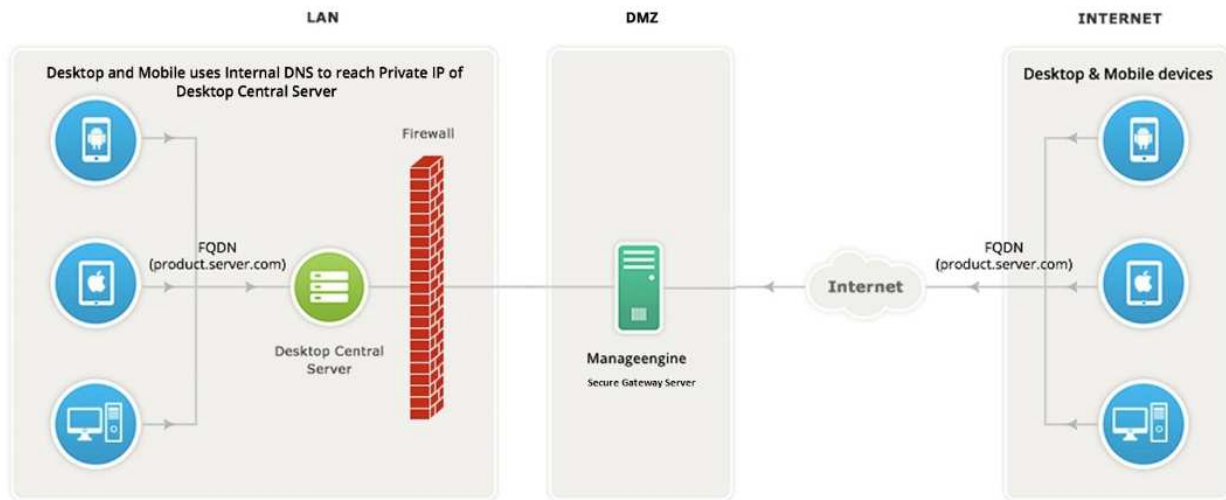 LAN
DMZ
INTERNET
Desktop and Mobile uses Internal DNS to reach Private IP of
Desktop Central Server
Desktop & Mobile devices
Firewall
FQDN
(product.server.com)
Desktop Central
Server
Manageengine
Secure Gateway Server
Internet
FQDN
(product.server.com)